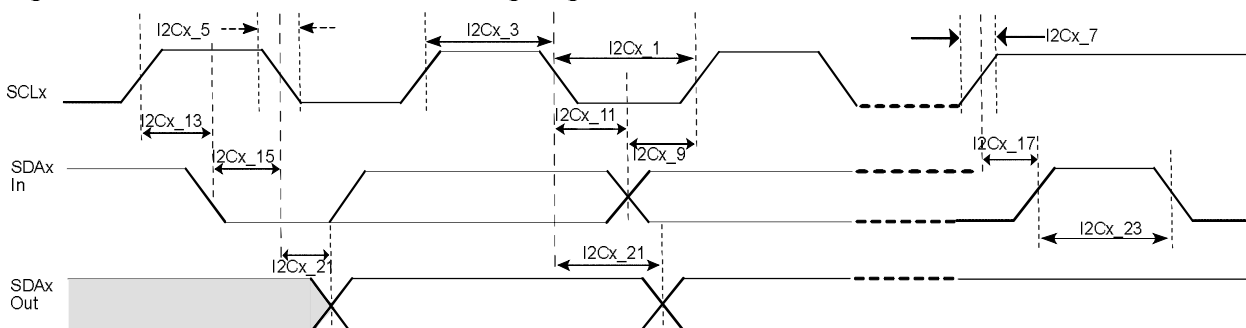 I2Cx_5
I2Cx_3
I2Cx_1
I2Cx_7
SCLx
I2Cx_13
I2Cx_11
I2Cx_15
I2Cx_9
I2Cx_17
SDAx
In
I2Cx_23
I2Cx_21
I2Cx_21
SDAx
Out